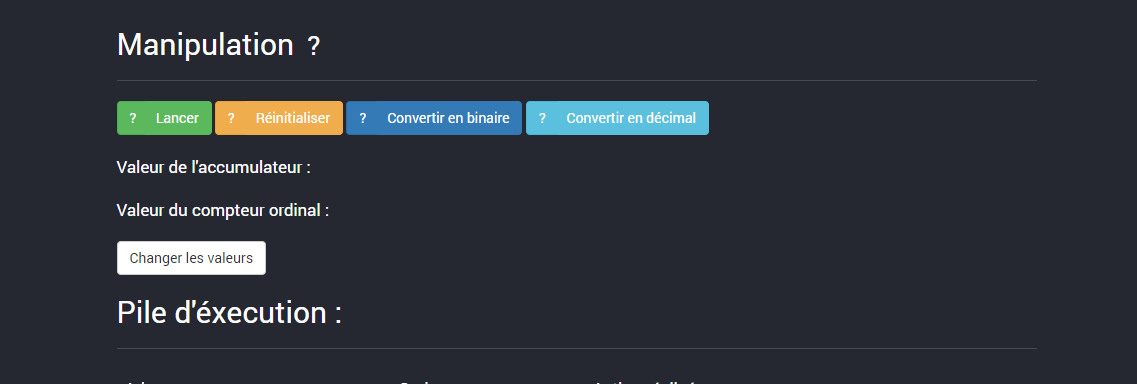 Manipulation ?
? Lancer ? Réinitialiser ? Convertir en binaire ? Convertir en décimal
Valeur de l'accumulateur :
Valeur du compteur ordinal :
Changer les valeurs
Pile d'éxecution :